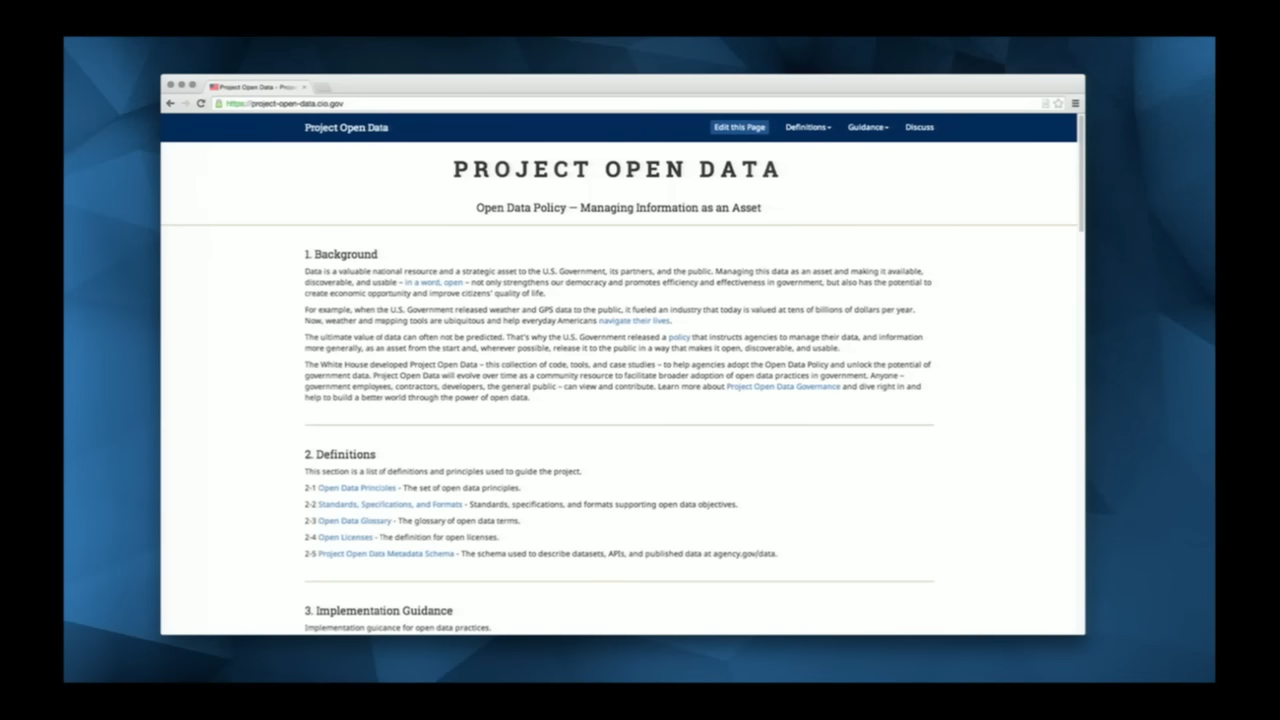 Project Open Data - Projec
https://project-open-data.cio.gov
Project Open Data
Edit this Page
Definitions
Guidance
Discuss
PROJECT OPEN DATA
Open Data Policy — Managing Information as an Asset
1. Background
Data is a valuable national resource and a strategic asset to the U.S. Government, its partners, and the public. Managing this data as an asset and making it available,
discoverable, and usable – in a word, open – not only strengthens our democracy and promotes efficiency and effectiveness in government, but also has the potential to
create economic opportunity and improve citizens' quality of life.
For example, when the U.S. Government released weather and GPS data to the public, it fueled an industry that today is valued at tens of billions of dollars per year.
Now, weather and mapping tools are ubiquitous and help everyday Americans navigate their lives.
The ultimate value of data can often not be predicted. That's why the U.S. Government released a policy that instructs agencies to manage their data, and information
more generally, as an asset from the start and, wherever possible, release it to the public in a way that makes it open, discoverable, and usable.
The White House developed Project Open Data – this collection of code, tools, and case studies – to help agencies adopt the Open Data Policy and unlock the potential of
government data. Project Open Data will evolve over time as a community resource to facilitate broader adoption of open data practices in government. Anyone –
government employees, contractors, developers, the general public – can view and contribute. Learn more about Project Open Data Governance and dive right in and
help to build a better world through the power of open data.
2. Definitions
This section is a list of definitions and principles used to guide the project.
2-1 Open Data Principles - The set of open data principles.
2-2 Standards, Specifications, and Formats - Standards, specifications, and formats supporting open data objectives.
2-3 Open Data Glossary - The glossary of open data terms.
2-4 Open Licenses - The definition for open licenses.
2-5 Project Open Data Metadata Schema - The schema used to describe datasets, APIs, and published data at agency.gov/data.
3. Implementation Guidance
Implementation guidance for open data practices.